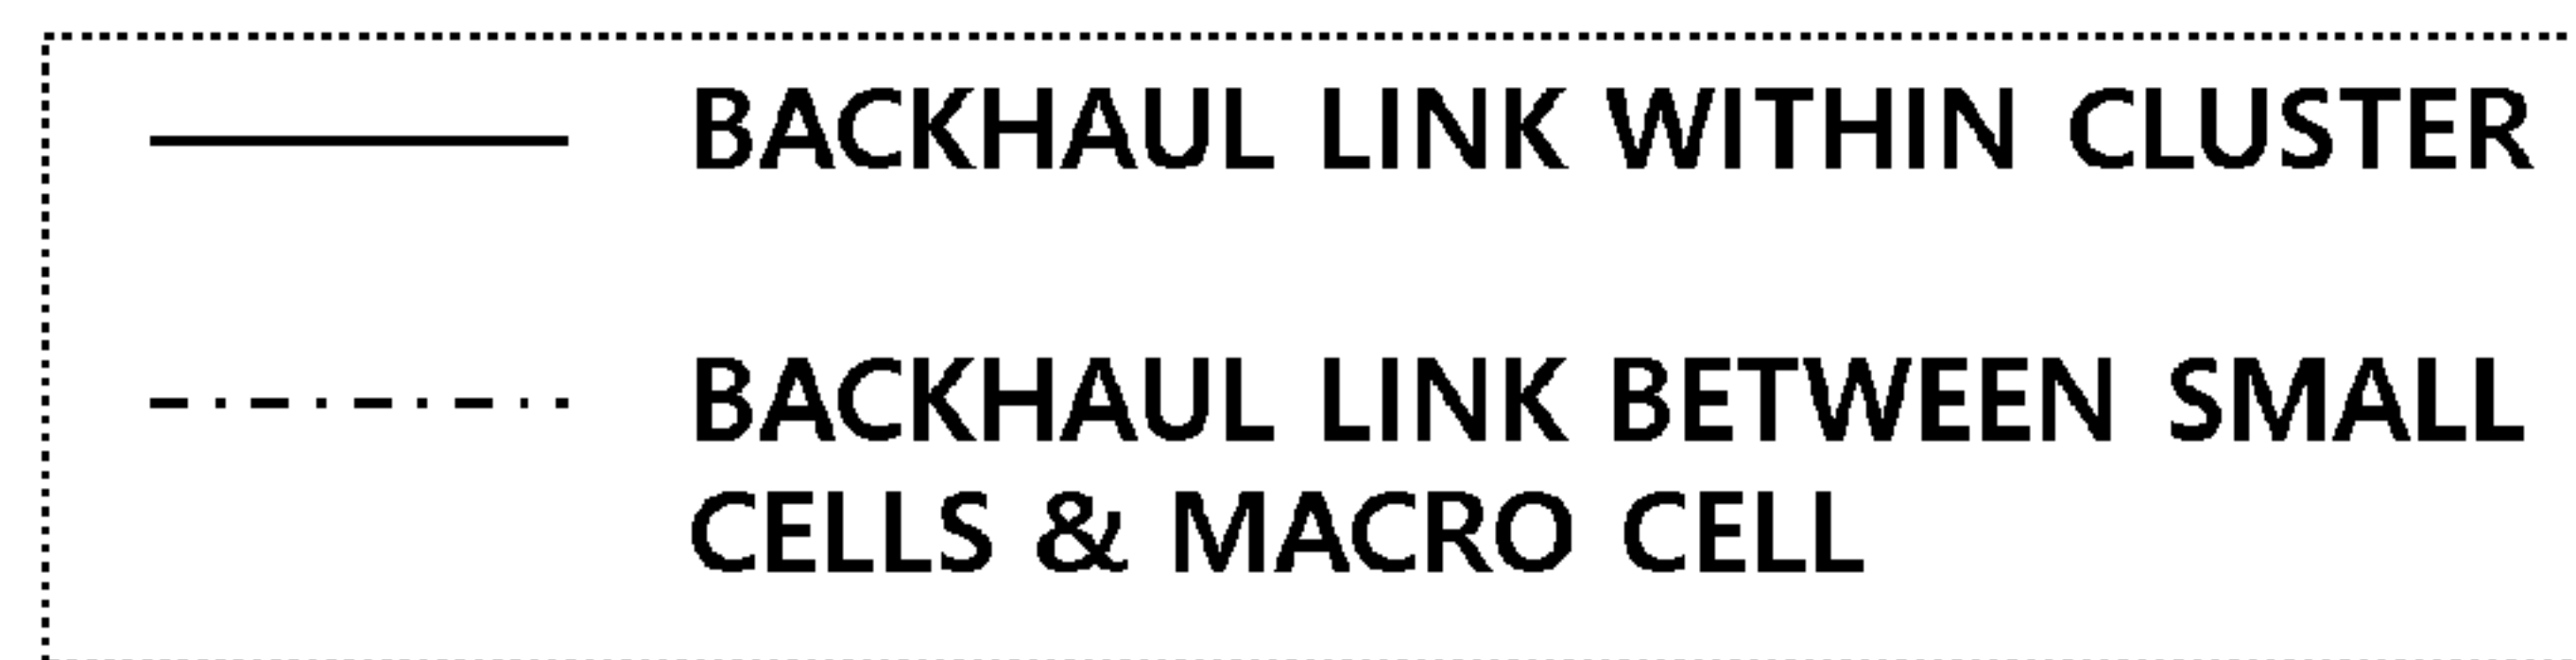 BACKHAUL LINK WITHIN CLUSTER
BACKHAUL LINK BETWEEN SMALL
CELLS & MACRO CELL